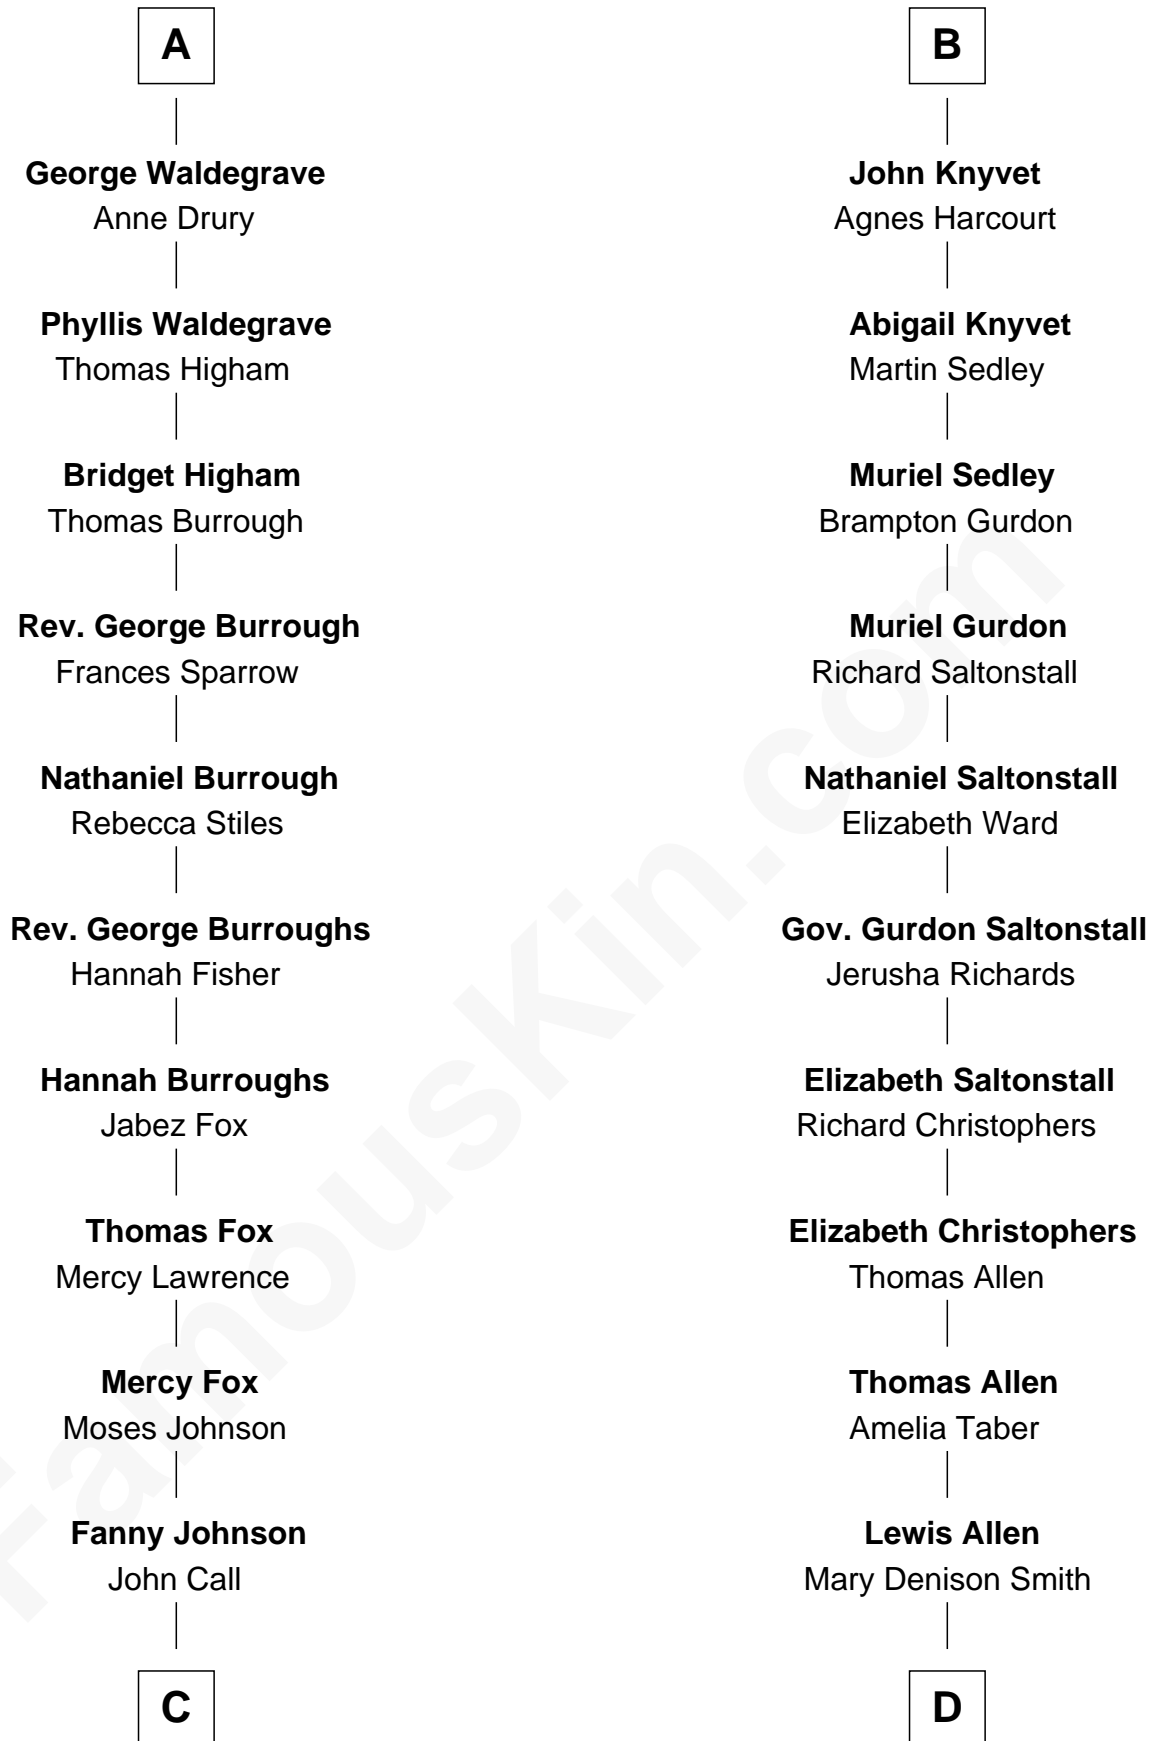 A
George Waldegrave
Anne Drury
Phyllis Waldegrave
Thomas Higham
Bridget Higham
Thomas Burrough
Rev. George Burrough
Frances Sparrow
Nathaniel Burrough
Rebecca Stiles
Rev. George Burroughs
Hannah Fisher
Hannah Burroughs
Jabez Fox
Thomas Fox
Mercy Lawrence
Mercy Fox
Moses Johnson
Fanny Johnson
John Call
C
B
John Knyvet
Agnes Harcourt
Abigail Knyvet
Martin Sedley
Muriel Sedley
Brampton Gurdon
Muriel Gurdon
Richard Saltonstall
Nathaniel Saltonstall
Elizabeth Ward
Gov. Gurdon Saltonstall
Jerusha Richards
Elizabeth Saltonstall
Richard Christophers
Elizabeth Christophers
Thomas Allen
Thomas Allen
Amelia Taber
Lewis Allen
Mary Denison Smith
D
FamousKin.com